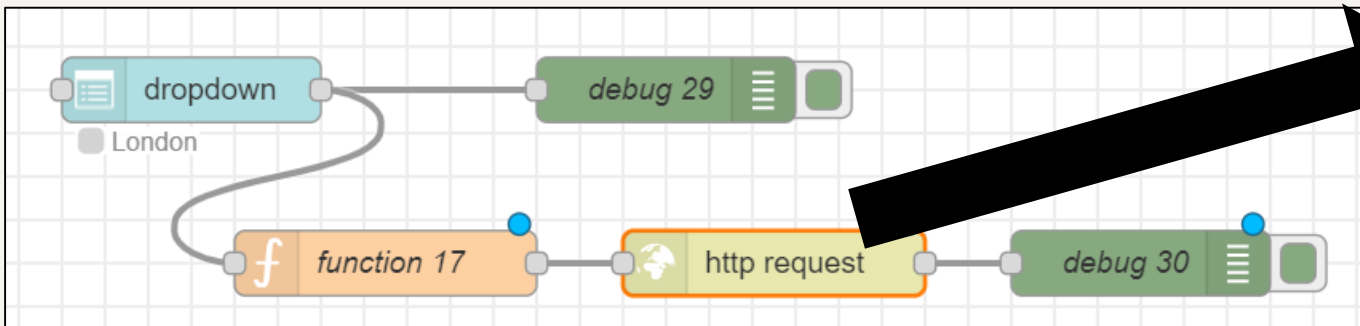 dropdown
debug 29
London
function 17
http request
debug 30